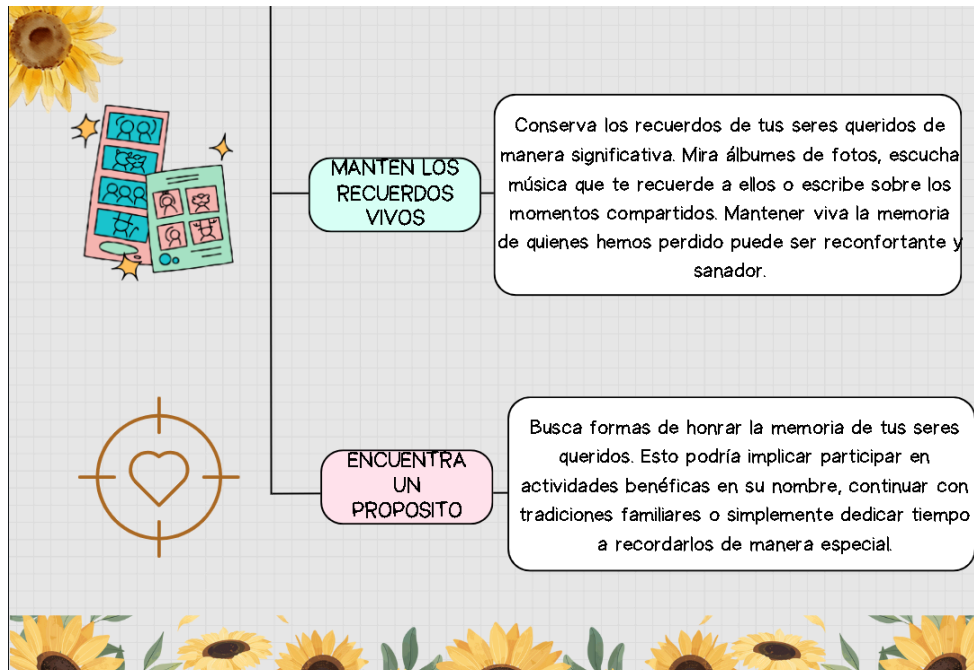 MANTEN LOS
RECUERDOS
VIVOS
Conserva los recuerdos de tus seres queridos de
manera significativa. Mira álbumes de fotos, escucha
música que te recuerde a ellos o escribe sobre los
momentos compartidos. Mantener viva la memoria
de quienes hemos perdido puede ser reconfortante y
sanador.
ENCUENTRA
UN
PROPOSITO
Busca formas de honrar la memoria de tus seres
queridos. Esto podría implicar participar en
actividades benéficas en su nombre, continuar con
tradiciones familiares o simplemente dedicar tiempo
a recordarlos de manera especial.